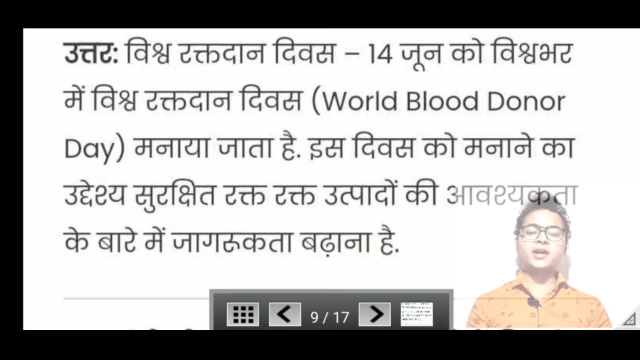 उत्तर: विश्व रक्तदान दिवस – 14 जून को विश्वभर
में विश्व रक्तदान दिवस (World Blood Donor
Day) मनाया जाता है. इस दिवस को मनाने का
उद्देश्य सुरक्षित रक्त रक्त उत्पादों की आवश्यकता
के बारे में जागरूकता बढ़ाना है.
9 / 17